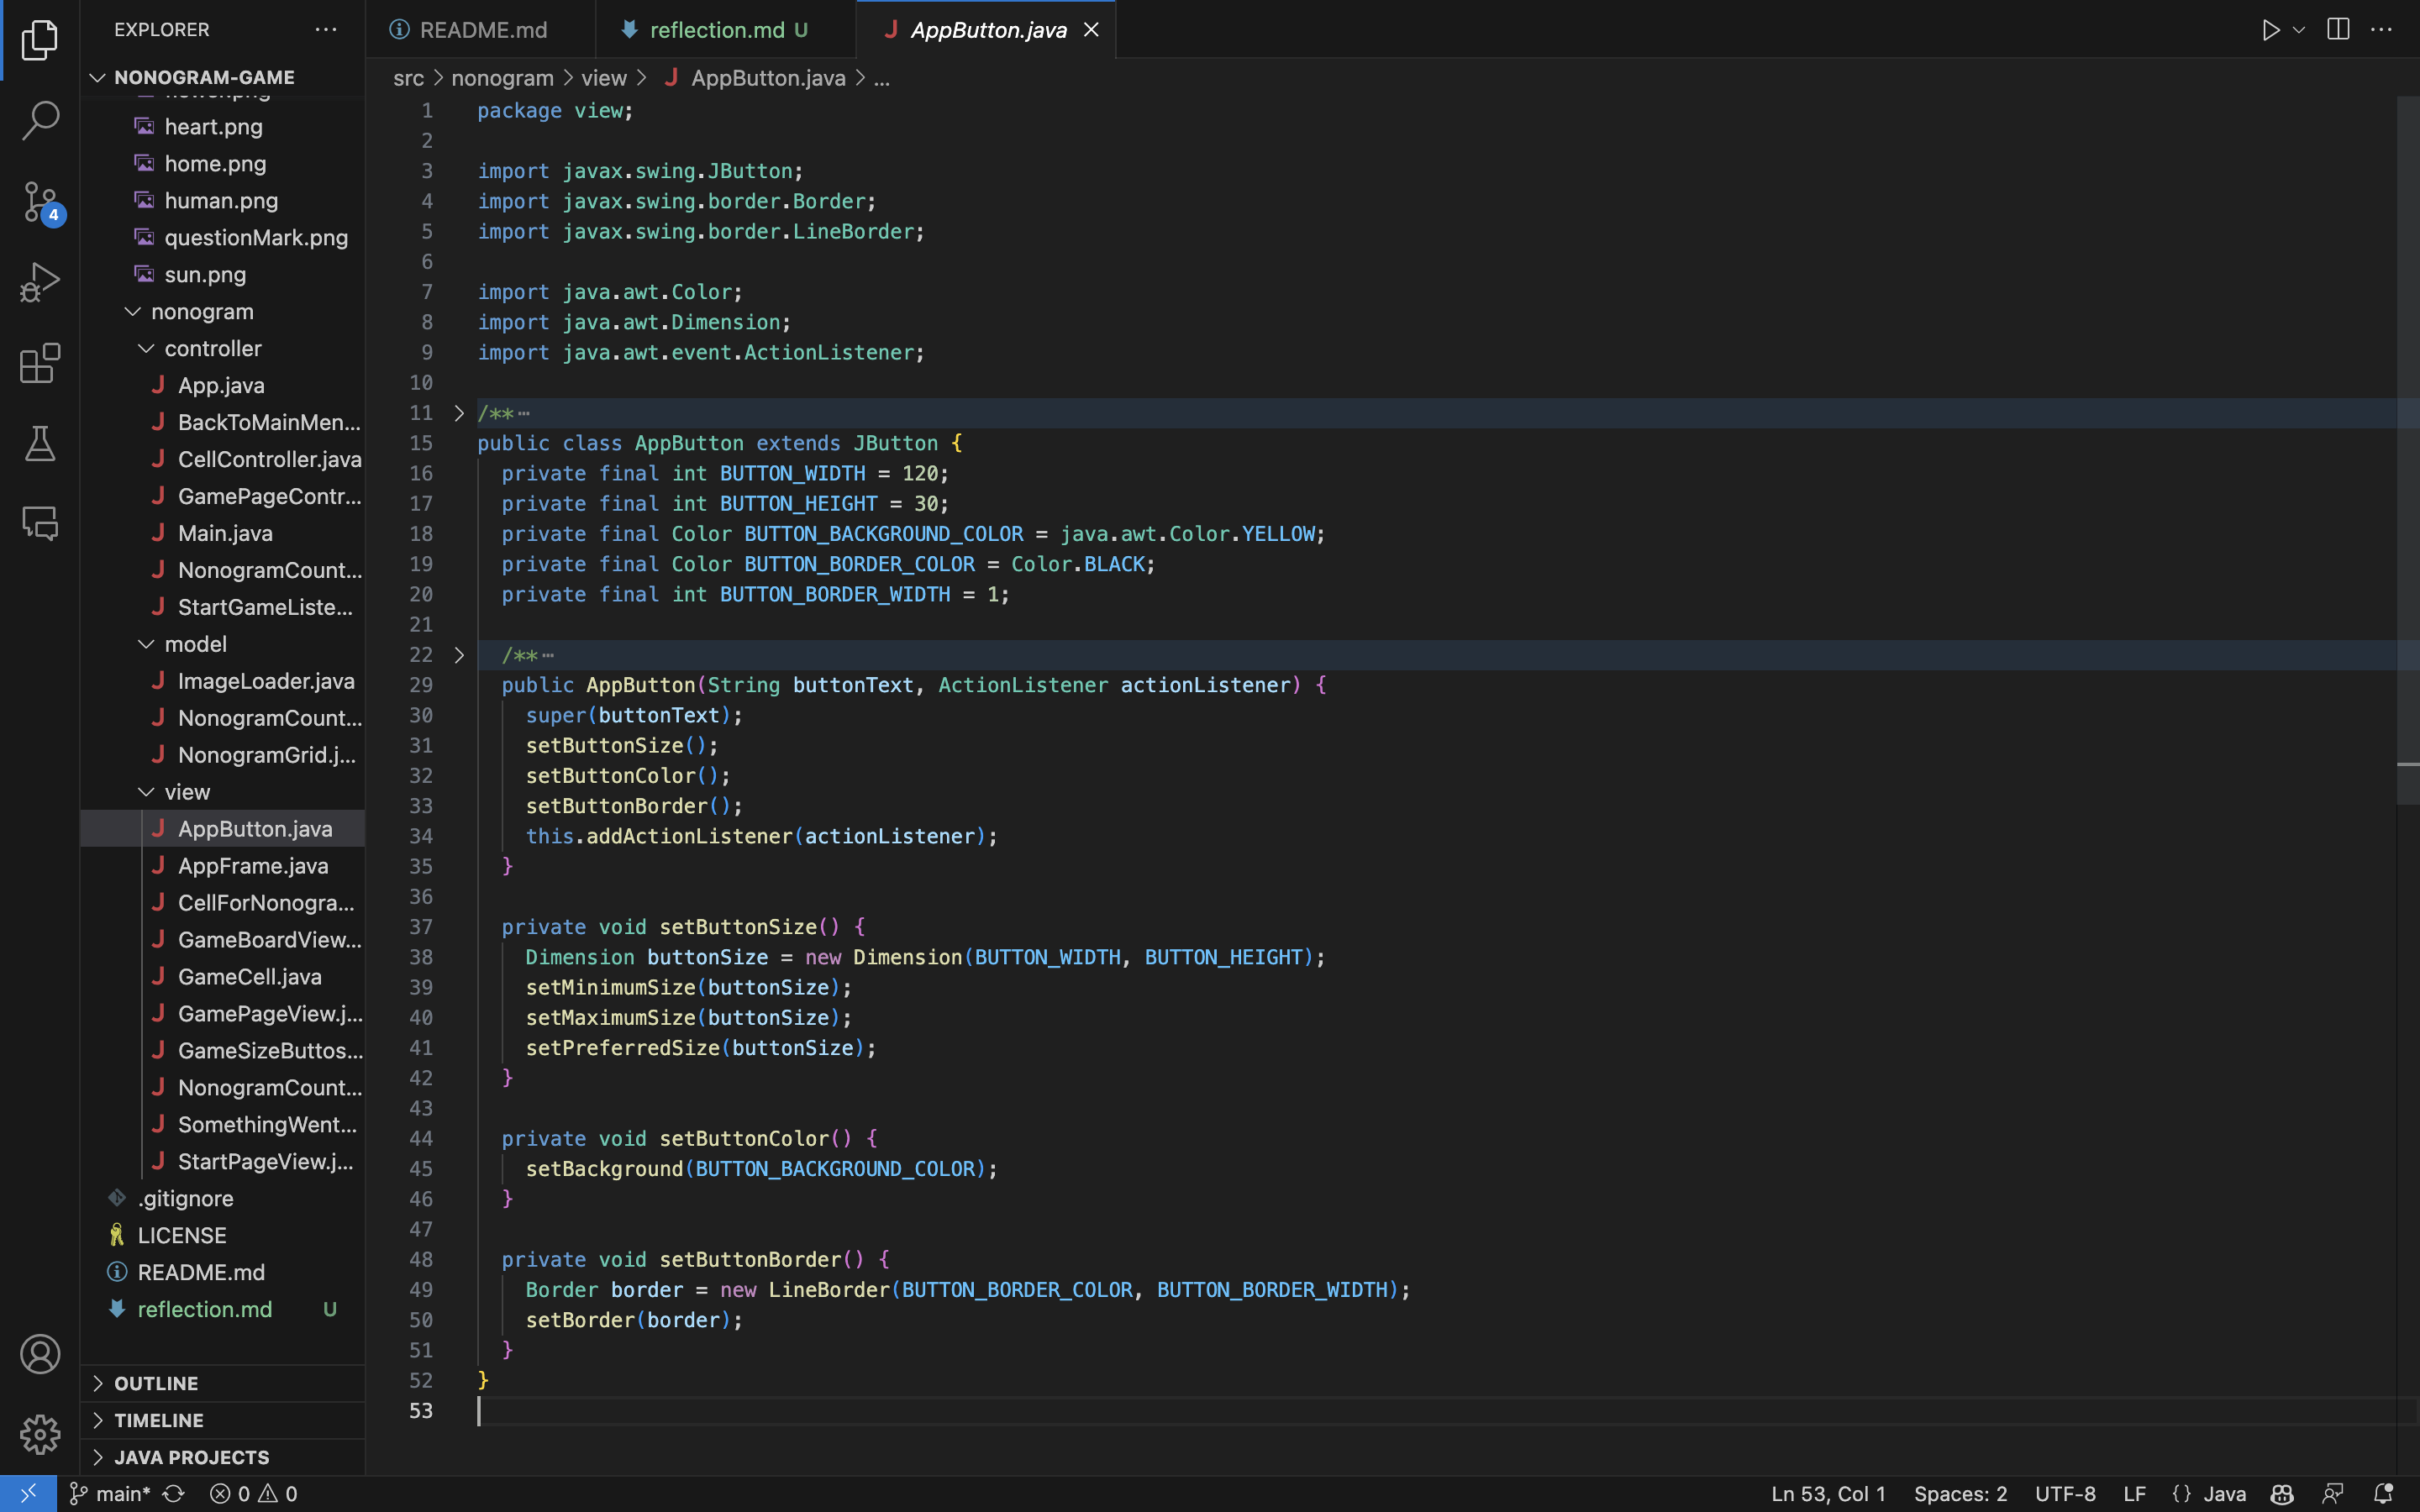 EXPLORER
README.md
reflection.md U
AppButton.java
NONOGRAM-GAME
heart.png
home.png
human.png
questionMark.png
sun.png
nonogram
controller
App.java
BackToMainMen...
CellController.java
GamePageContr...
Main.java
NonogramCount...
StartGameListe...
model
ImageLoader.java
NonogramCount...
NonogramGrid.j...
view
AppButton.java
AppFrame.java
CellForNonogra...
GameBoardView...
GameCell.java
GamePageView.j...
GameSizeButtos...
NonogramCount...
SomethingWent...
StartPageView.j...
.gitignore
LICENSE
README.md
reflection.md U
OUTLINE
TIMELINE
JAVA PROJECTS
4
src > nonogram > view > AppButton.java > ...
1 package view;
2
3 import javax.swing.JButton;
4 import javax.swing.border.Border;
5 import javax.swing.border.LineBorder;
6
7 import java.awt.Color;
8 import java.awt.Dimension;
9 import java.awt.event.ActionListener;
10
11 /** ...
15 public class AppButton extends JButton {
16 private final int BUTTON_WIDTH = 120;
17 private final int BUTTON_HEIGHT = 30;
18 private final Color BUTTON_BACKGROUND_COLOR = java.awt.Color.YELLOW;
19 private final Color BUTTON_BORDER_COLOR = Color.BLACK;
20 private final int BUTTON_BORDER_WIDTH = 1;
21
22 /** ...
29 public AppButton(String buttonText, ActionListener actionListener) {
30 super(buttonText);
31 setButtonSize();
32 setButtonColor();
33 setButtonBorder();
34 this.addActionListener(actionListener);
35 }
36
37 private void setButtonSize() {
38 Dimension buttonSize = new Dimension(BUTTON_WIDTH, BUTTON_HEIGHT);
39 setMinimumSize(buttonSize);
40 setMaximumSize(buttonSize);
41 setPreferredSize(buttonSize);
42 }
43
44 private void setButtonColor() {
45 setBackground(BUTTON_BACKGROUND_COLOR);
46 }
47
48 private void setButtonBorder() {
49 Border border = new LineBorder(BUTTON_BORDER_COLOR, BUTTON_BORDER_WIDTH);
50 setBorder(border);
51 }
52 }
53
main* 0 0
Ln 53, Col 1 Spaces: 2 UTF-8 LF {} Java